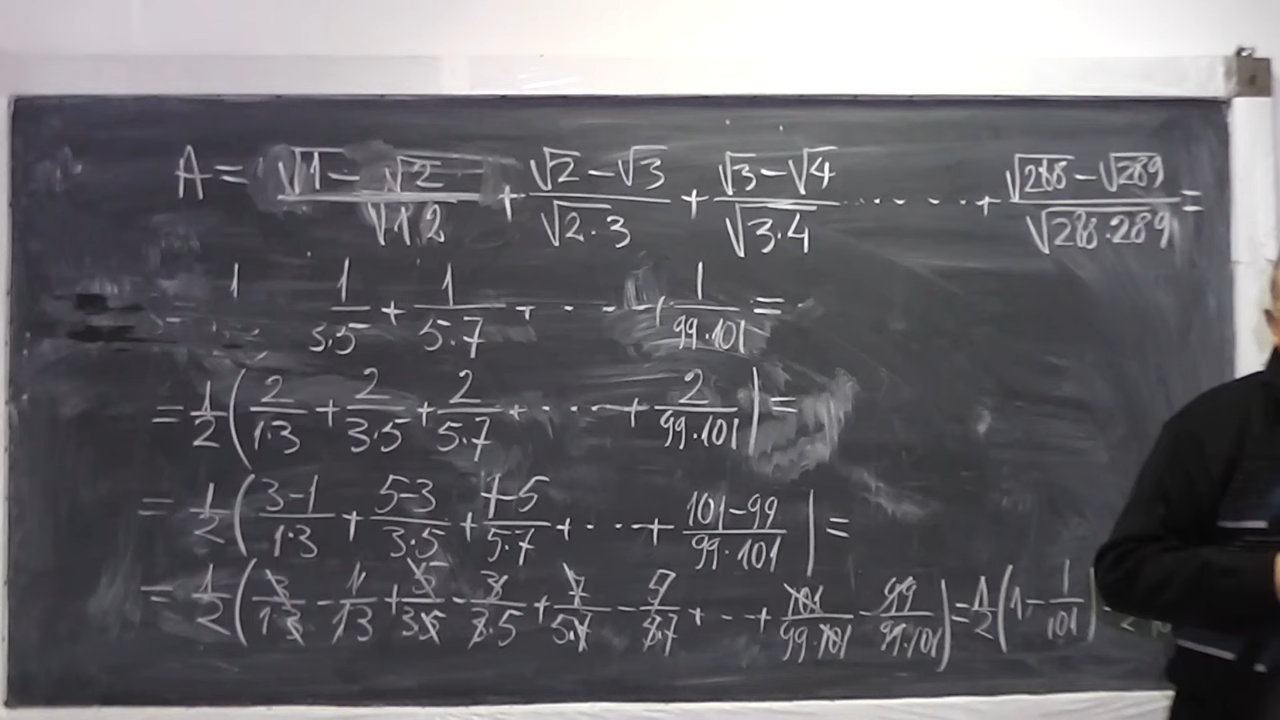 A = (√1 - √2)/√(1·2) + (√2 - √3)/√(2·3) + (√3 - √4)/√(3·4) ...... + (√288 - √289)/√(288·289) =
1 1/(3·5) + 1/(5·7) + ... + 1/(99·101) =
= 1/2 (2/(1·3) + 2/(3·5) + 2/(5·7) + ... + 2/(99·101)) =
= 1/2 ((3-1)/(1·3) + (5-3)/(3·5) + (7-5)/(5·7) + ... + (101-99)/(99·101)) =
= 1/2 (3/(1·3) - 1/(1·3) + 5/(3·5) - 3/(3·5) + 7/(5·7) - 5/(5·7) + ... + 101/(99·101) - 99/(99·101)) = 1/2 (1 - 1/101)